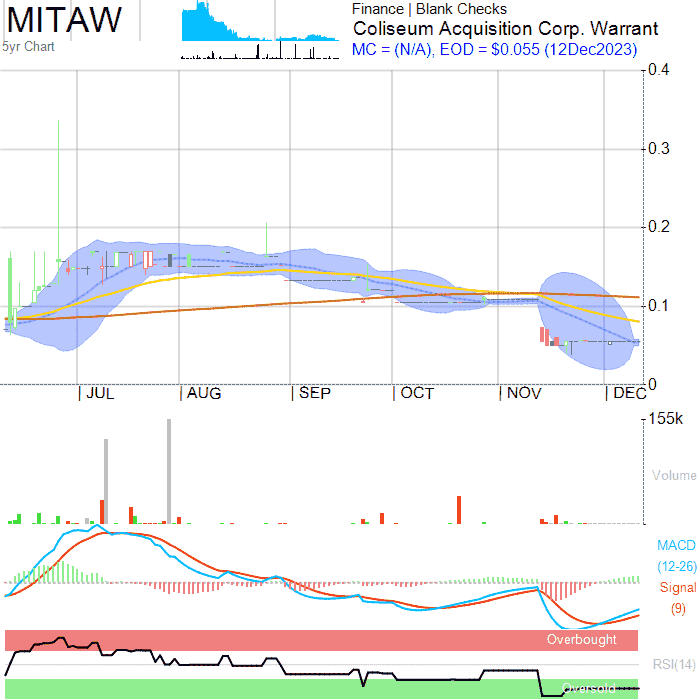 MITAW
5yr Chart
Finance | Blank Checks
Coliseum Acquisition Corp. Warrant
MC = (N/A), EOD = $0.055 (12Dec2023)
0.4
0.3
0.2
0.1
0
JUL
AUG
SEP
OCT
NOV
DEC
155k
Volume
MACD
(12-26)
Signal
(9)
Overbought
RSI(14)
Oversold